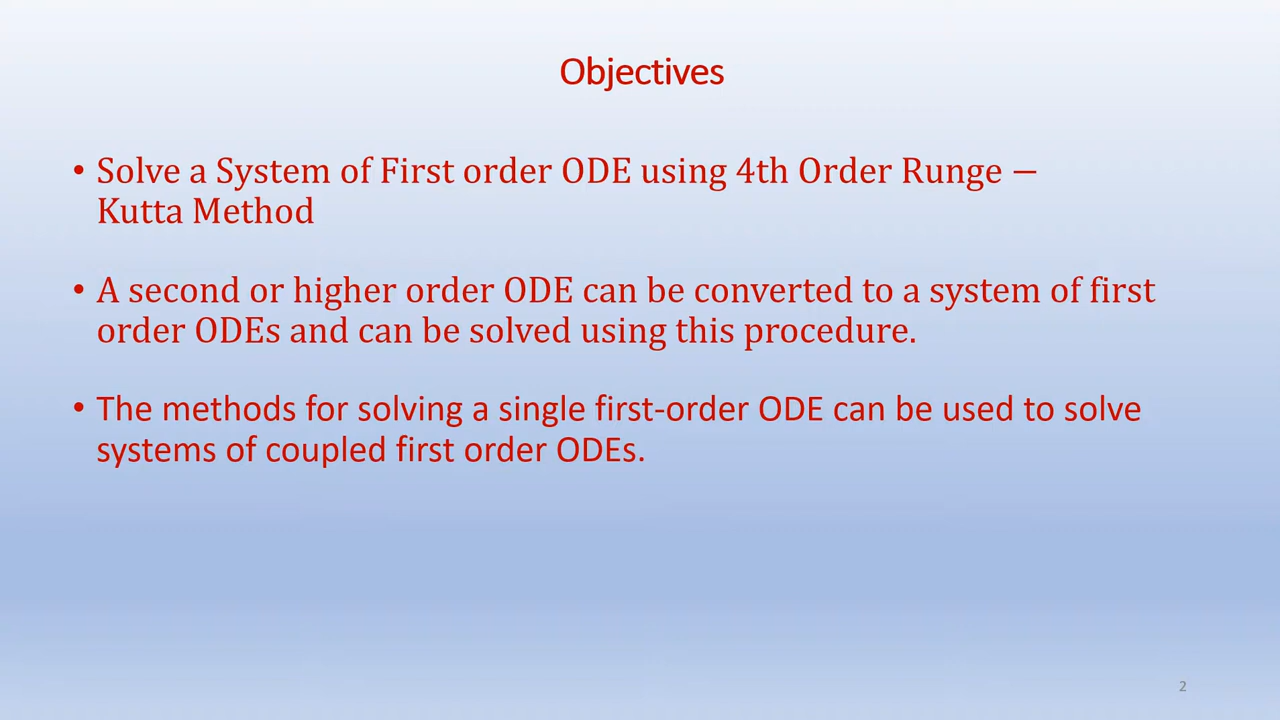 Objectives
• Solve a System of First order ODE using 4th Order Runge −
Kutta Method
• A second or higher order ODE can be converted to a system of first
order ODEs and can be solved using this procedure.
• The methods for solving a single first-order ODE can be used to solve
systems of coupled first order ODEs.
2